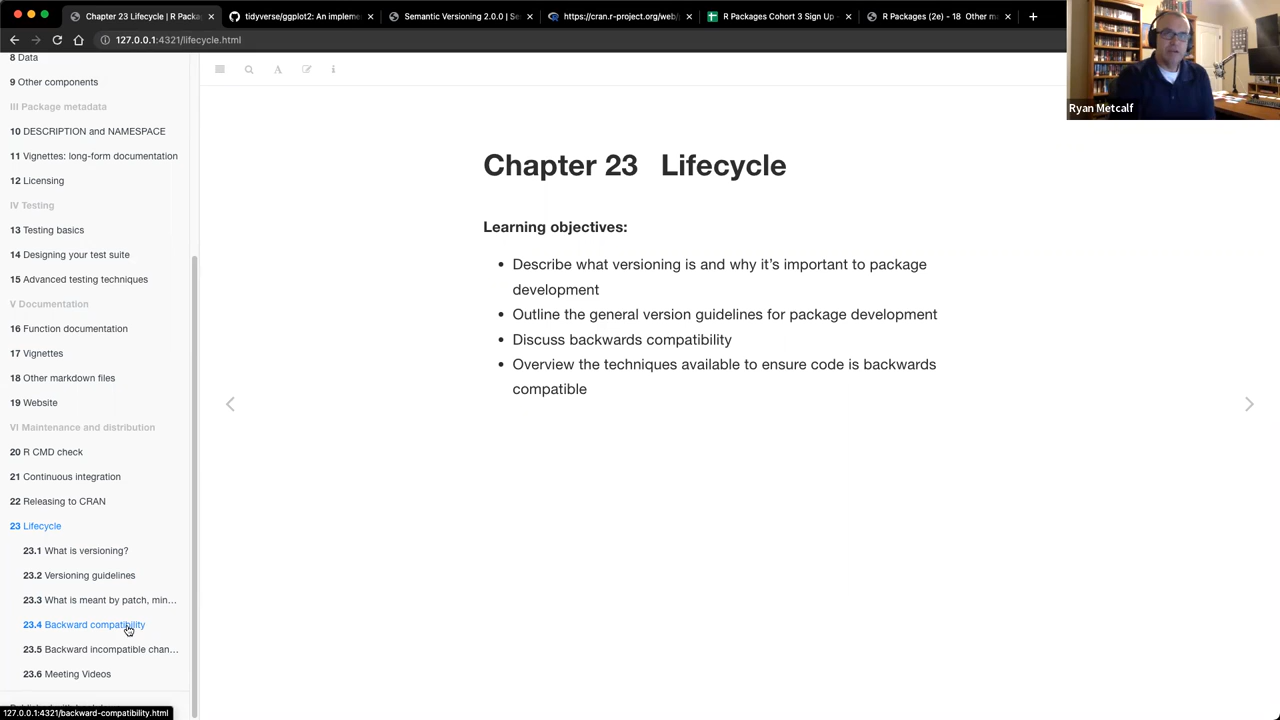 Chapter 23 Lifecycle | R Packa
tidyverse/ggplot2: An impleme
Semantic Versioning 2.0.0 | Se
https://cran.r-project.org/web/
R Packages Cohort 3 Sign Up -
R Packages (2e) - 18 Other m
127.0.0.1:4321/lifecycle.html
Ryan Metcalf
8 Data
9 Other components
III Package metadata
10 DESCRIPTION and NAMESPACE
11 Vignettes: long-form documentation
12 Licensing
IV Testing
13 Testing basics
14 Designing your test suite
15 Advanced testing techniques
V Documentation
16 Function documentation
17 Vignettes
18 Other markdown files
19 Website
VI Maintenance and distribution
20 R CMD check
21 Continuous integration
22 Releasing to CRAN
23 Lifecycle
23.1 What is versioning?
23.2 Versioning guidelines
23.3 What is meant by patch, min…
23.4 Backward compatibility
23.5 Backward incompatible chan…
23.6 Meeting Videos
127.0.0.1:4321/backward-compatibility.html
Chapter 23 Lifecycle
Learning objectives:
• Describe what versioning is and why it’s important to package
development
• Outline the general version guidelines for package development
• Discuss backwards compatibility
• Overview the techniques available to ensure code is backwards
compatible